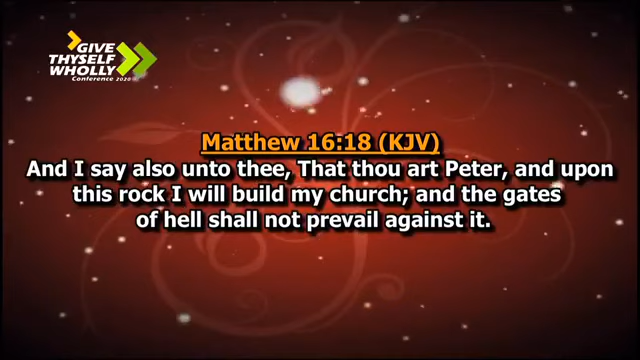 GIVE
THYSELF
WHOLLY
Conference 2020
Matthew 16:18 (KJV)
And I say also unto thee, That thou art Peter, and upon
this rock I will build my church; and the gates
of hell shall not prevail against it.